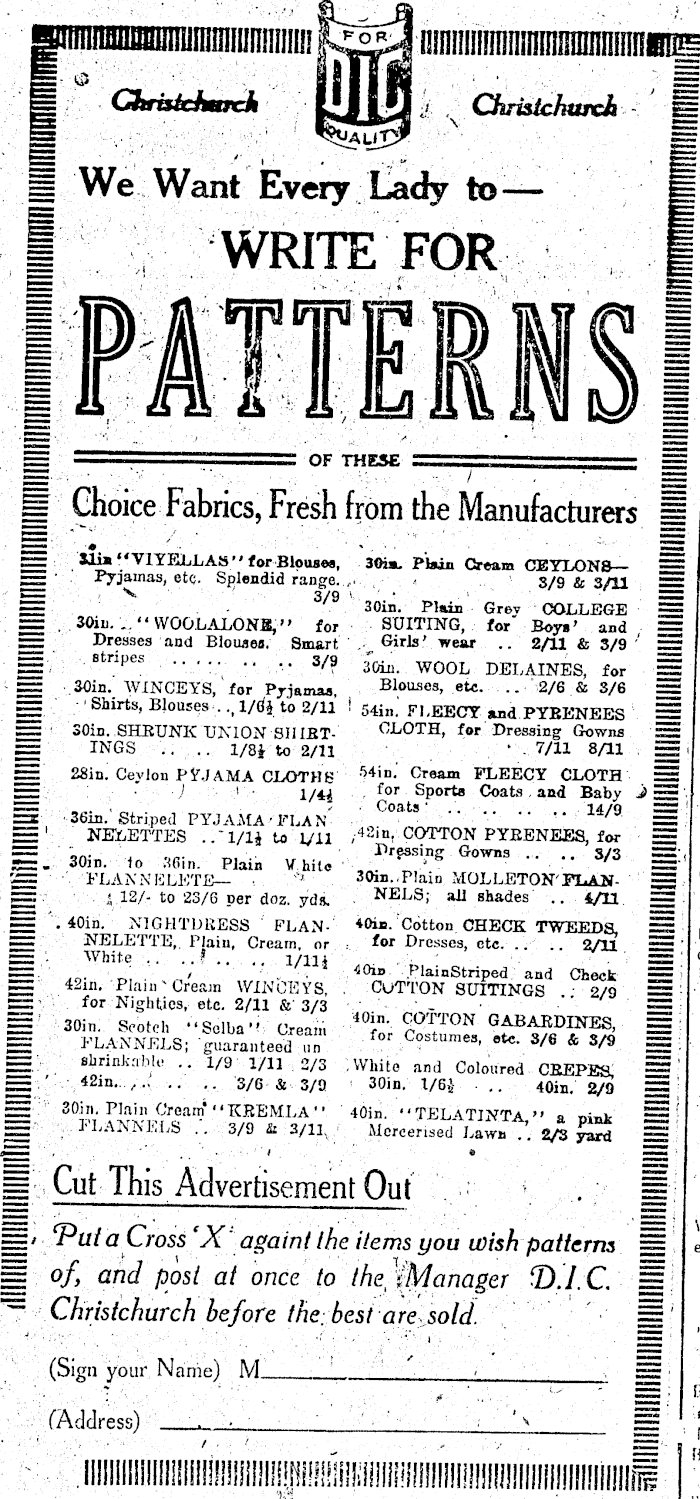 FOR
DIC
QUALITY
Christchurch
Christchurch
We Want Every Lady to—
WRITE FOR
PATTERNS
OF THESE
Choice Fabrics, Fresh from the Manufacturers
31in "VIYELLAS" for Blouses,
Pyjamas, etc. Splendid range.
3/9
30in. .. "WOOLALONE," for
Dresses and Blouses. Smart
stripes .. .. .. .. 3/9
30in. WINCEYS, for Pyjamas,
Shirts, Blouses .. 1/6½ to 2/11
30in. SHRUNK UNION SHIRT-
INGS .. .. 1/8½ to 2/11
28in. Ceylon PYJAMA CLOTHS
1/4½
36in. Striped PYJAMA FLAN
NELETTES .. 1/1½ to 1/11
30in. to 36in. Plain White
FLANNELETE—
12/- to 23/6 per doz. yds.
40in. NIGHTDRESS FLAN-
NELETTE, Plain, Cream, or
White .. .. .. .. 1/11½
42in. Plain Cream WINCEYS,
for Nighties, etc. 2/11 & 3/3
30in. Scotch "Selba" Cream
FLANNELS; guaranteed un
shrinkable .. 1/9 1/11 2/3
42in. .. .. .. 3/6 & 3/9
30in. Plain Cream "KREMLA"
FLANNELS .. 3/9 & 3/11
30in. Plain Cream CEYLONS—
3/9 & 3/11
30in. Plain Grey COLLEGE
SUITING, for Boys' and
Girls' wear .. 2/11 & 3/9
30in. WOOL DELAINES, for
Blouses, etc. .. 2/6 & 3/6
54in. FLEECY and PYRENEES
CLOTH, for Dressing Gowns
7/11 8/11
54in. Cream FLEECY CLOTH
for Sports Coats and Baby
Coats .. .. .. .. 14/9
42in, COTTON PYRENEES, for
Dressing Gowns .. .. 3/3
30in. Plain MOLLETON FLAN-
NELS; all shades .. 4/11
40in. Cotton CHECK TWEEDS,
for Dresses, etc. .. .. 2/11
40in PlainStriped and Check
COTTON SUITINGS .. 2/9
40in. COTTON GABARDINES,
for Costumes, etc. 3/6 & 3/9
White and Coloured CREPES,
30in. 1/6½ .. 40in. 2/9
40in. "TELATINTA," a pink
Mercerised Lawn .. 2/3 yard
Cut This Advertisement Out
Put a Cross 'X' againt the items you wish patterns
of, and post at once to the Manager D.I.C.
Christchurch before the best are sold.
(Sign your Name) M
(Address)